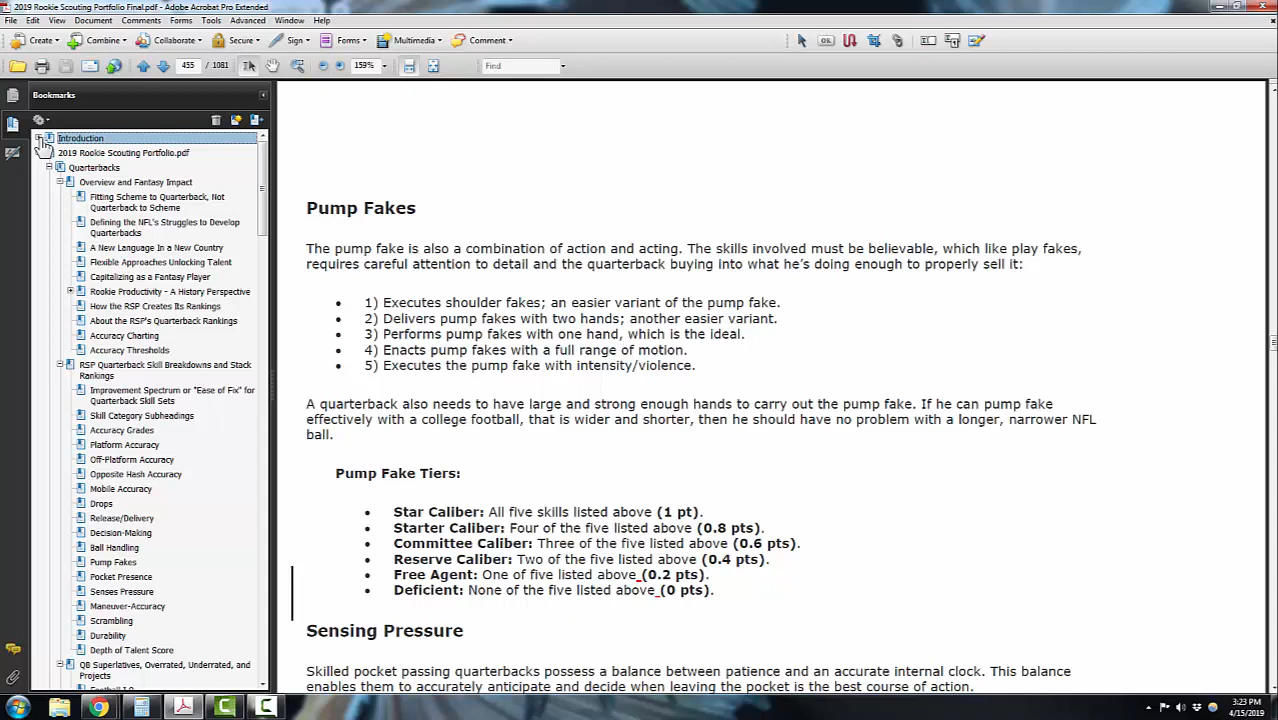 2019 Rookie Scouting Portfolio Final.pdf - Adobe Acrobat Pro Extended
File Edit View Document Comments Forms Tools Advanced Window Help
Create Combine Collaborate Secure Sign Forms Multimedia Comment
455 / 1081 159% Find
Bookmarks
Introduction
2019 Rookie Scouting Portfolio.pdf
Quarterbacks
Overview and Fantasy Impact
Fitting Scheme to Quarterback, Not
Quarterback to Scheme
Defining the NFL's Struggles to Develop
Quarterbacks
A New Language In a New Country
Flexible Approaches Unlocking Talent
Capitalizing as a Fantasy Player
Rookie Productivity - A History Perspective
How the RSP Creates Its Rankings
About the RSP's Quarterback Rankings
Accuracy Charting
Accuracy Thresholds
RSP Quarterback Skill Breakdowns and Stack
Rankings
Improvement Spectrum or "Ease of Fix" for
Quarterback Skill Sets
Skill Category Subheadings
Accuracy Grades
Platform Accuracy
Off-Platform Accuracy
Opposite Hash Accuracy
Mobile Accuracy
Drops
Release/Delivery
Decision-Making
Ball Handling
Pump Fakes
Pocket Presence
Senses Pressure
Maneuver-Accuracy
Scrambling
Durability
Depth of Talent Score
QB Superlatives, Overrated, Underrated, and
Projects
Pump Fakes
The pump fake is also a combination of action and acting. The skills involved must be believable, which like play fakes,
requires careful attention to detail and the quarterback buying into what he's doing enough to properly sell it:
• 1) Executes shoulder fakes; an easier variant of the pump fake.
• 2) Delivers pump fakes with two hands; another easier variant.
• 3) Performs pump fakes with one hand, which is the ideal.
• 4) Enacts pump fakes with a full range of motion.
• 5) Executes the pump fake with intensity/violence.
A quarterback also needs to have large and strong enough hands to carry out the pump fake. If he can pump fake
effectively with a college football, that is wider and shorter, then he should have no problem with a longer, narrower NFL
ball.
Pump Fake Tiers:
• Star Caliber: All five skills listed above (1 pt).
• Starter Caliber: Four of the five listed above (0.8 pts).
• Committee Caliber: Three of the five listed above (0.6 pts).
• Reserve Caliber: Two of the five listed above (0.4 pts).
• Free Agent: One of five listed above (0.2 pts).
• Deficient: None of the five listed above (0 pts).
Sensing Pressure
Skilled pocket passing quarterbacks possess a balance between patience and an accurate internal clock. This balance
enables them to accurately anticipate and decide when leaving the pocket is the best course of action.
3:23 PM
4/15/2019